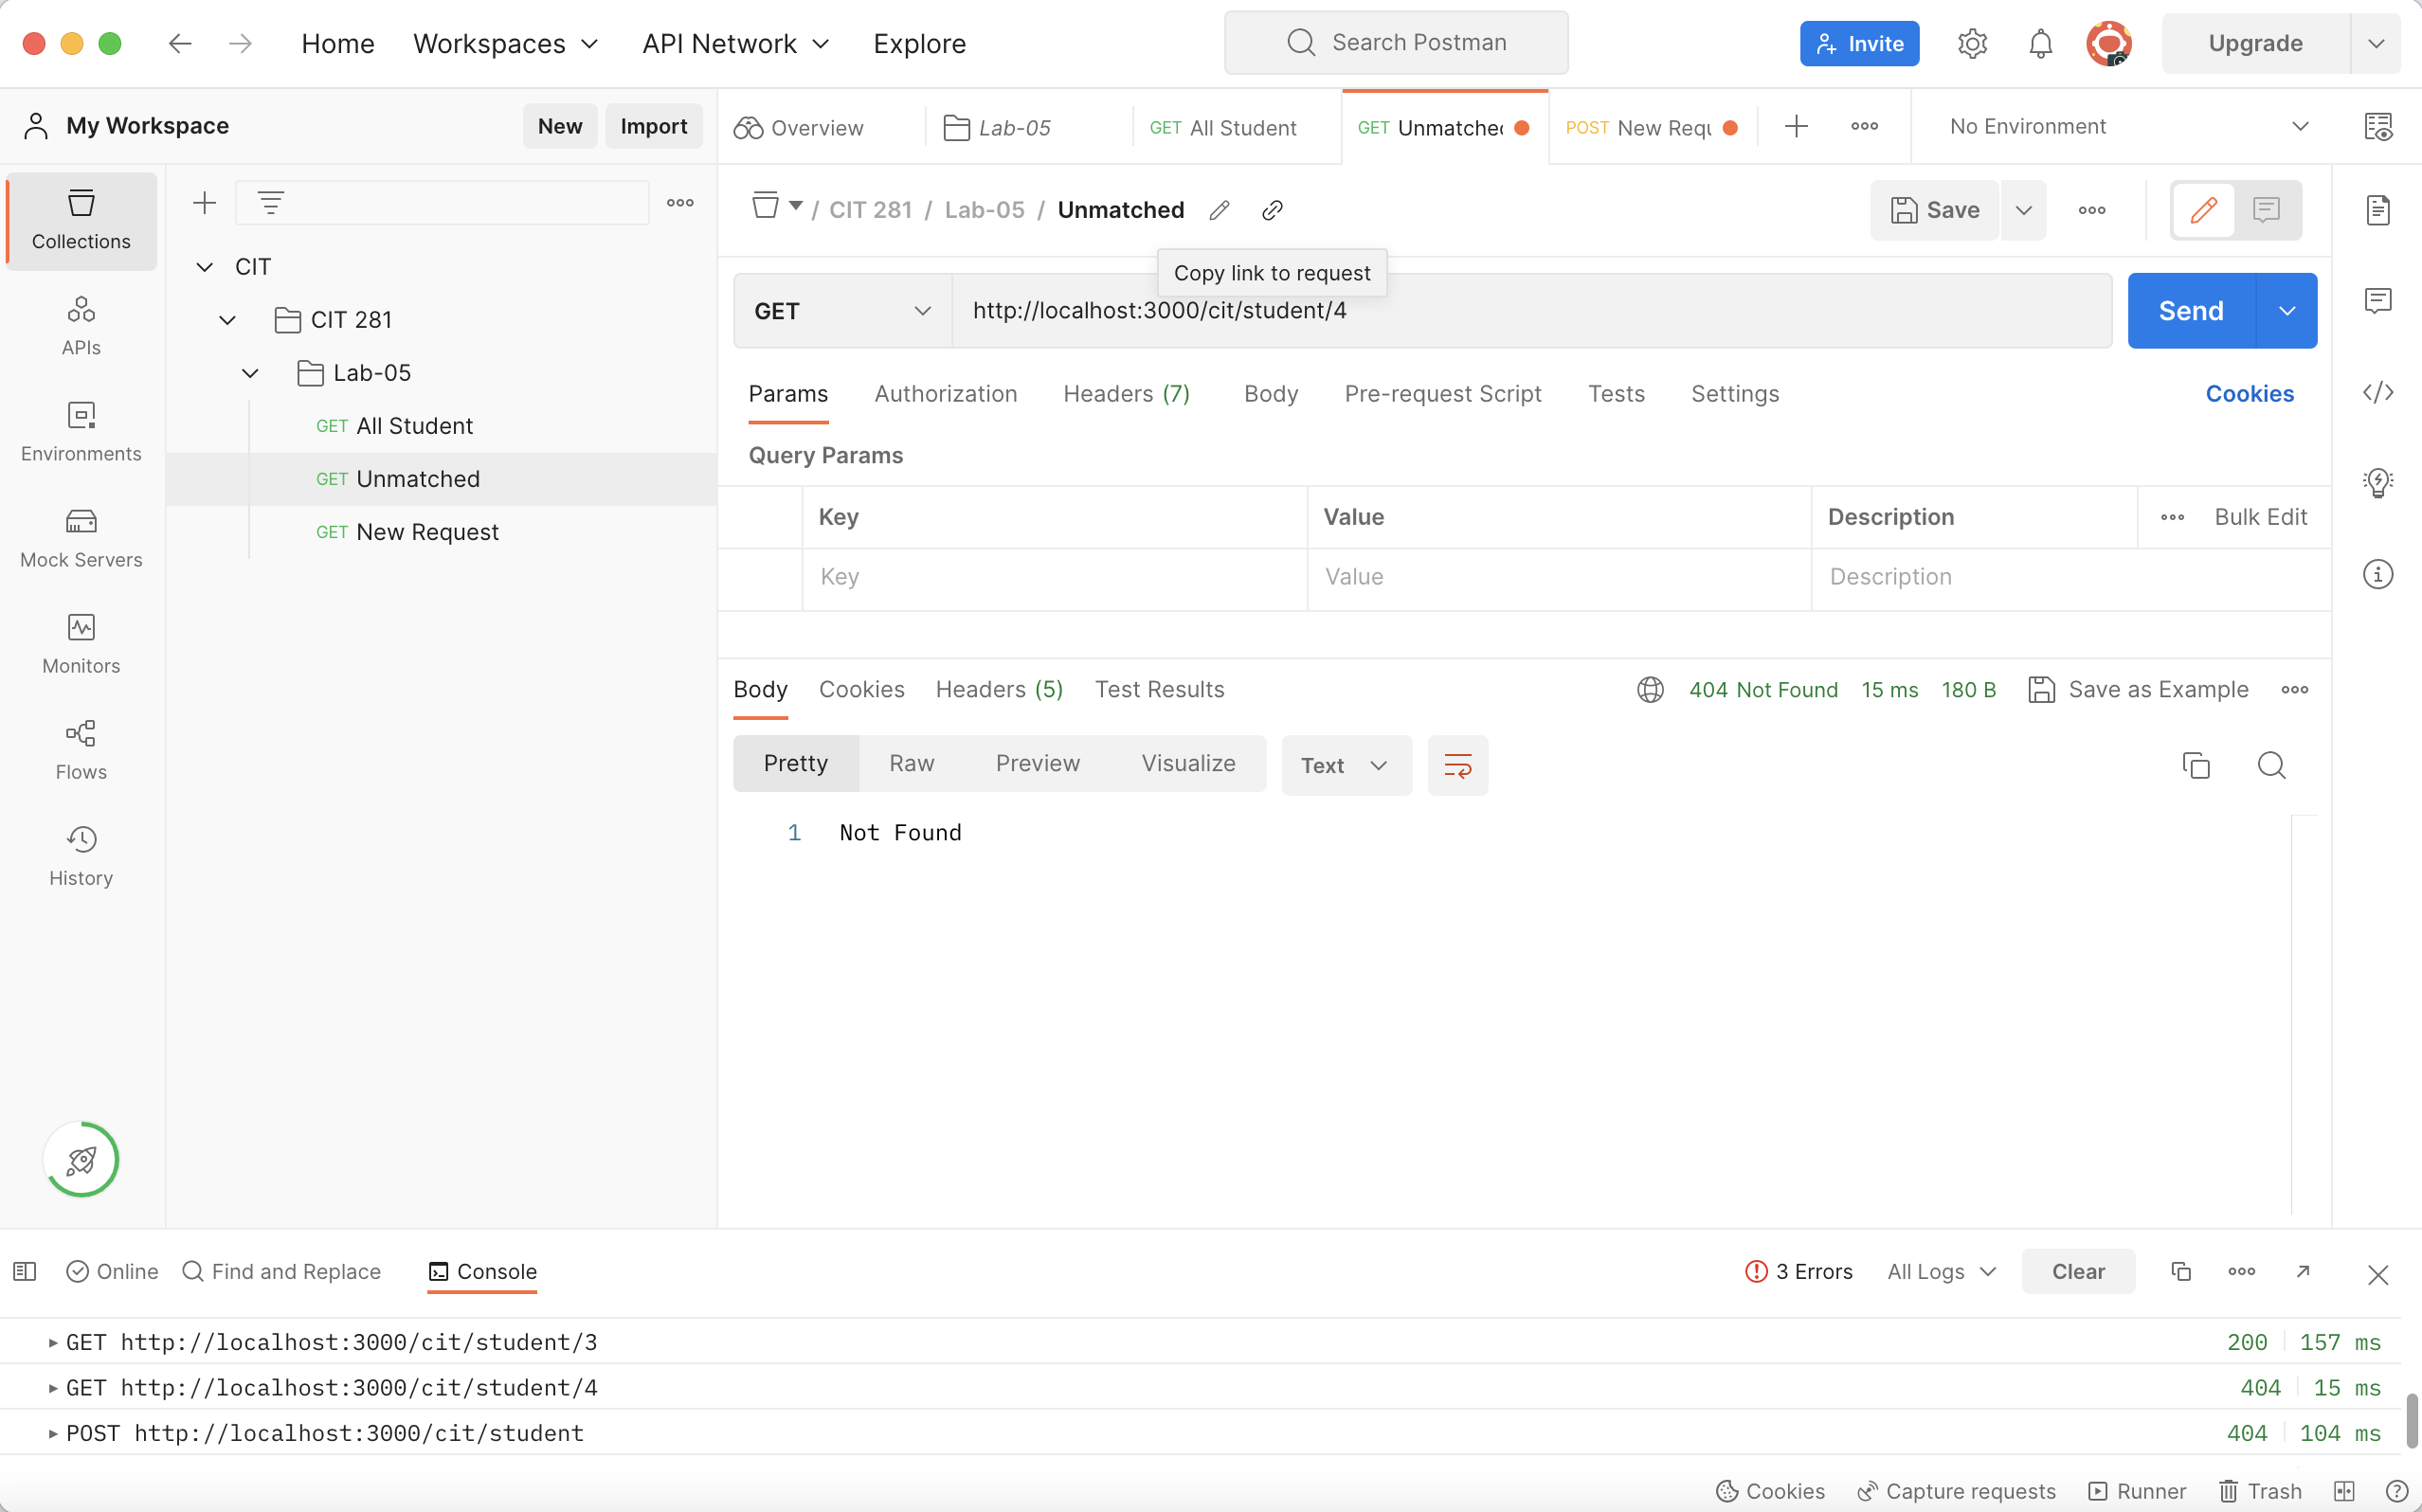 Home Workspaces API Network Explore Search Postman Invite Upgrade
My Workspace New Import Overview Lab-05 GET All Student GET Unmatched POST New Requ No Environment
Collections
APIs
Environments
Mock Servers
Monitors
Flows
History
CIT
CIT 281
Lab-05
GET All Student
GET Unmatched
GET New Request
/ CIT 281 / Lab-05 / Unmatched Save
Copy link to request
GET http://localhost:3000/cit/student/4 Send
Params Authorization Headers (7) Body Pre-request Script Tests Settings Cookies
Query Params
Key Value Description Bulk Edit
Key Value Description
Body Cookies Headers (5) Test Results 404 Not Found 15 ms 180 B Save as Example
Pretty Raw Preview Visualize Text
1 Not Found
Online Find and Replace Console 3 Errors All Logs Clear
GET http://localhost:3000/cit/student/3 200 157 ms
GET http://localhost:3000/cit/student/4 404 15 ms
POST http://localhost:3000/cit/student 404 104 ms
Cookies Capture requests Runner Trash